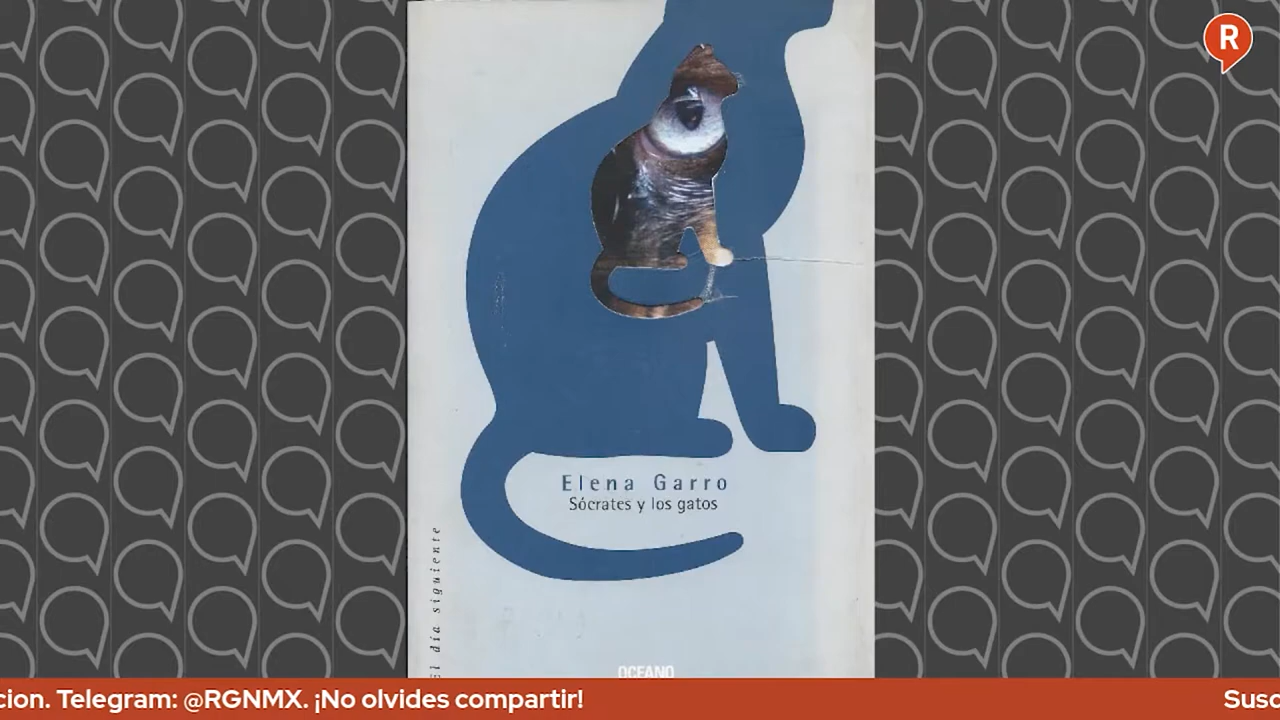 R
Elena Garro
Sócrates y los gatos
El día siguiente
OCEANO
cion. Telegram: @RGNMX. ¡No olvides compartir!
Susc